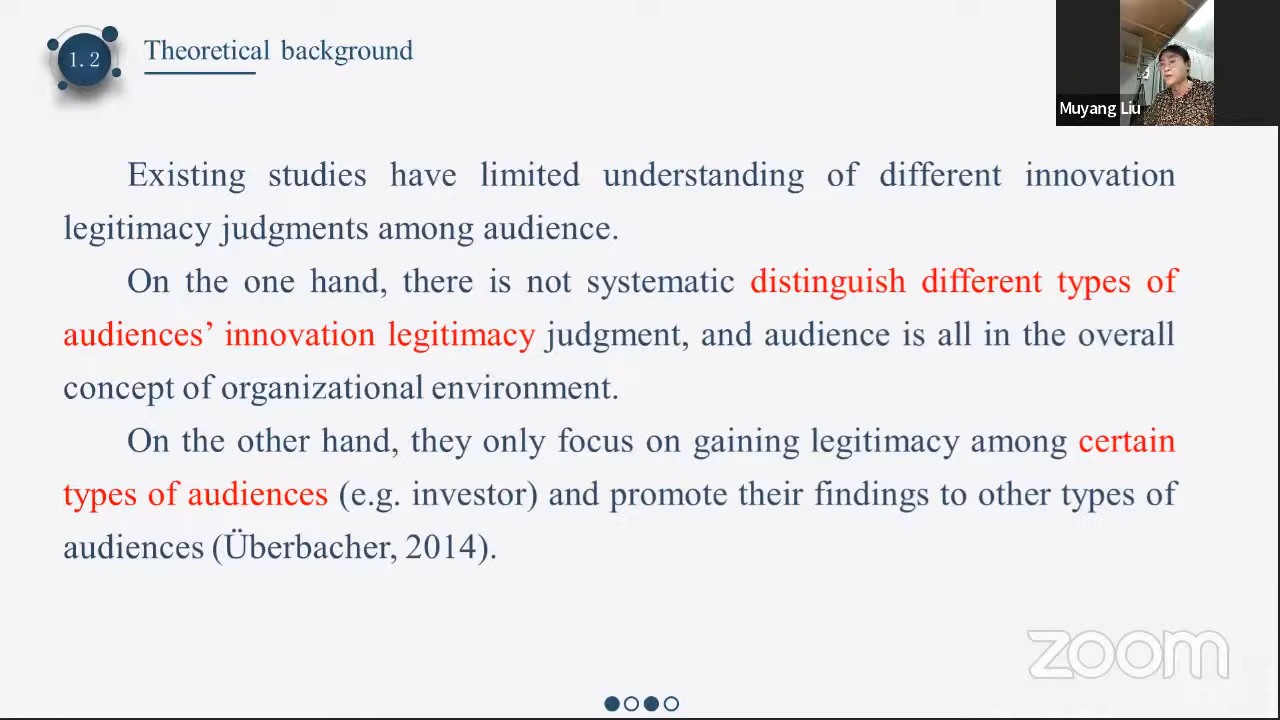 1.2
Theoretical background
Muyang Liu
Existing studies have limited understanding of different innovation
legitimacy judgments among audience.
On the one hand, there is not systematic distinguish different types of
audiences’ innovation legitimacy judgment, and audience is all in the overall
concept of organizational environment.
On the other hand, they only focus on gaining legitimacy among certain
types of audiences (e.g. investor) and promote their findings to other types of
audiences (Überbacher, 2014).
zoom